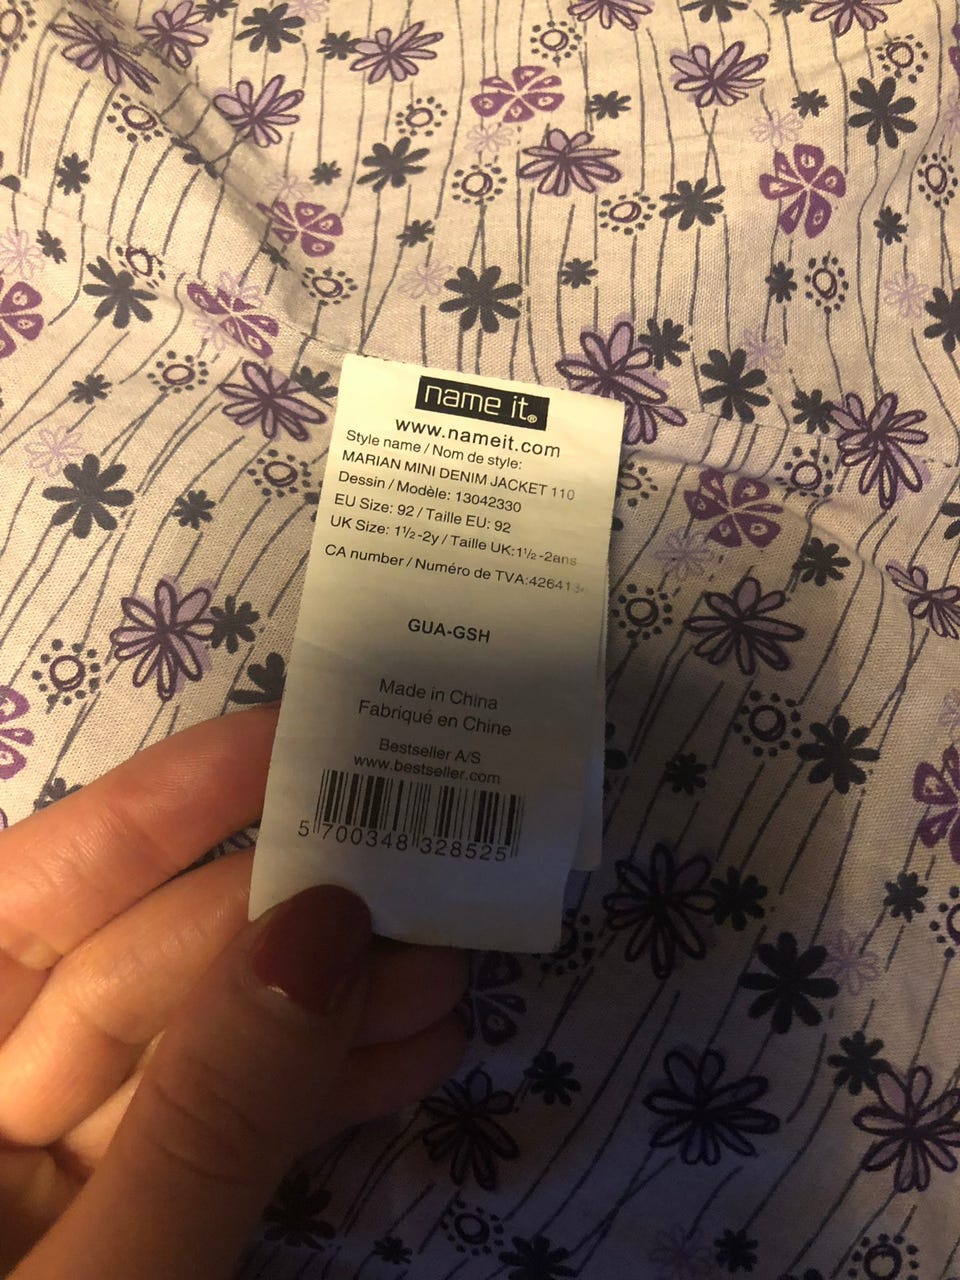 name it®
www.nameit.com
Style name / Nom de style:
MARIAN MINI DENIM JACKET 110
Dessin / Modèle: 13042330
EU Size: 92 / Taille EU: 92
UK Size: 1½-2y / Taille UK:1½-2ans
CA number / Numéro de TVA:
GUA-GSH
Made in China
Fabriqué en Chine
Bestseller A/S
www.bestseller.com
5 700348 328525